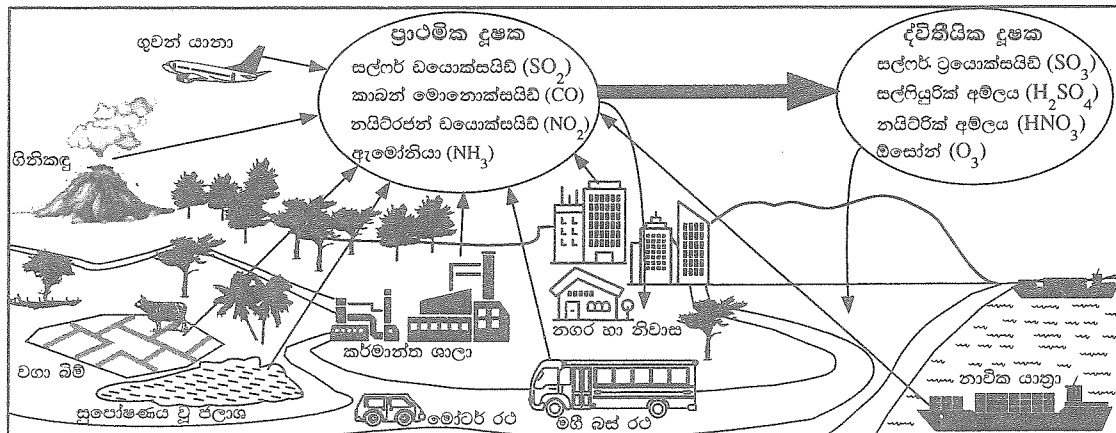 ගුවන් යානා
ප්‍රාථමික දූෂක
සල්ෆර් ඩයොක්සයිඩ් (SO₂)
කාබන් මොනොක්සයිඩ් (CO)
නයිට්රජන් ඩයොක්සයිඩ් (NO₂)
ඇමෝනියා (NH₃)
ද්විතීයික දූෂක
සල්ෆර් ට්‍රයොක්සයිඩ් (SO₃)
සල්ෆියුරික් අම්ලය (H₂SO₄)
නයිට්රික් අම්ලය (HNO₃)
ඕසෝන් (O₃)
ගිනිකඳු
නගර හා නිවාස
කර්මාන්ත ශාලා
වගා බිම්
සුපෝෂණය වූ ජලාශ
මෝටර් රථ
මගී බස් රථ
නාවික යාත්‍රා